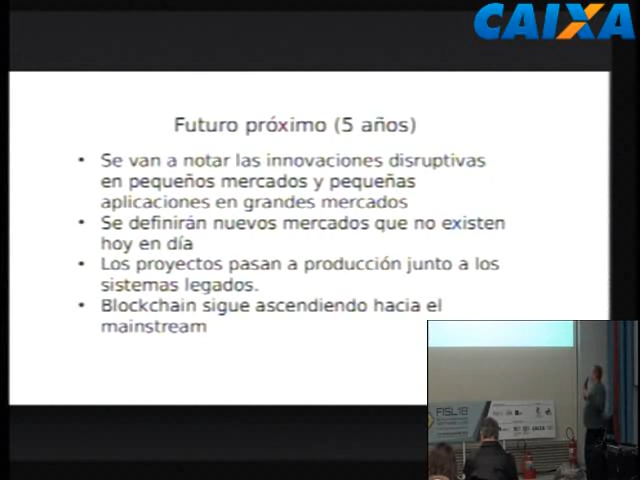 CAIXA
Futuro próximo (5 años)
• Se van a notar las innovaciones disruptivas
en pequeños mercados y pequeñas
aplicaciones en grandes mercados
• Se definirán nuevos mercados que no existen
hoy en día
• Los proyectos pasan a producción junto a los
sistemas legados.
• Blockchain sigue ascendiendo hacia el
mainstream
FISL18
CAIXA